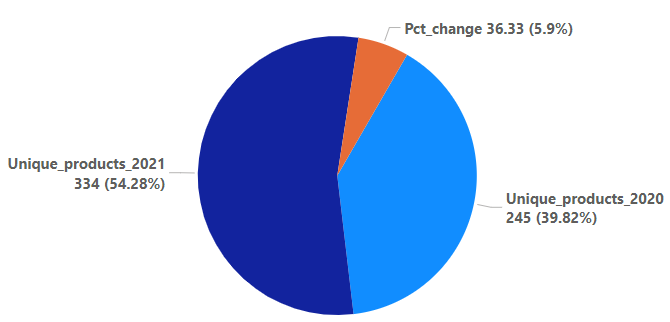 Pct_change 36.33 (5.9%)
Unique_products_2021
334 (54.28%)
Unique_products_2020
245 (39.82%)